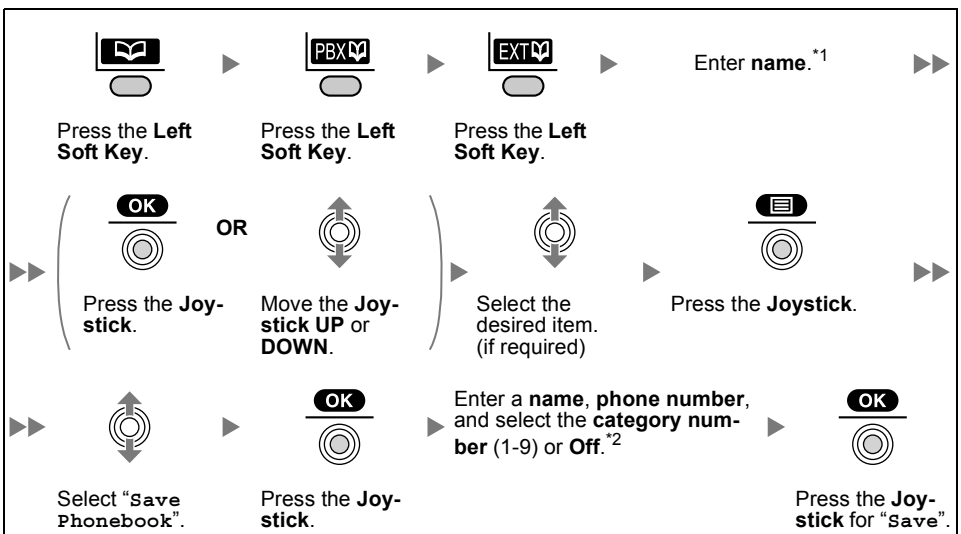 PBX
EXT
Enter name.*1
Press the Left
Soft Key.
Press the Left
Soft Key.
Press the Left
Soft Key.
OK
OR
Press the Joy-
stick.
Move the Joy-
stick UP or
DOWN.
Select the
desired item.
(if required)
Press the Joystick.
Select “Save
Phonebook”.
OK
Press the Joy-
stick.
Enter a name, phone number,
and select the category num-
ber (1-9) or Off.*2
OK
Press the Joy-
stick for “Save”.